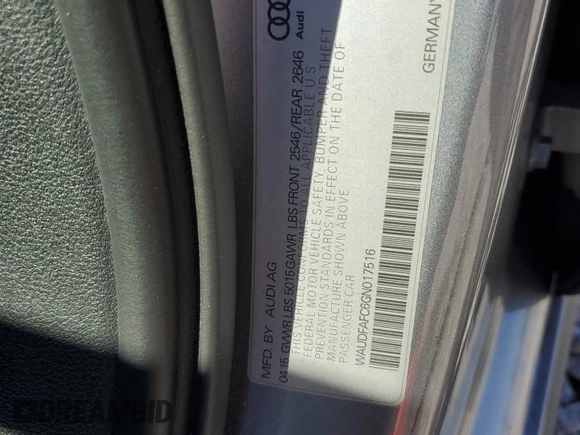 Audi
GERMANY
MFD. BY AUDI AG
04.15 GVWR LBS 5015 GAWR LBS FRONT 2546/REAR 2646
THIS VEHICLE CONFORMS TO ALL APPLICABLE U S
FEDERAL MOTOR VEHICLE SAFETY, BUMPER AND THEFT
PREVENTION STANDARDS IN EFFECT ON THE DATE OF
MANUFACTURE SHOWN ABOVE
PASSENGER CAR
WAUDFAFC6GN017516
DREAMBID